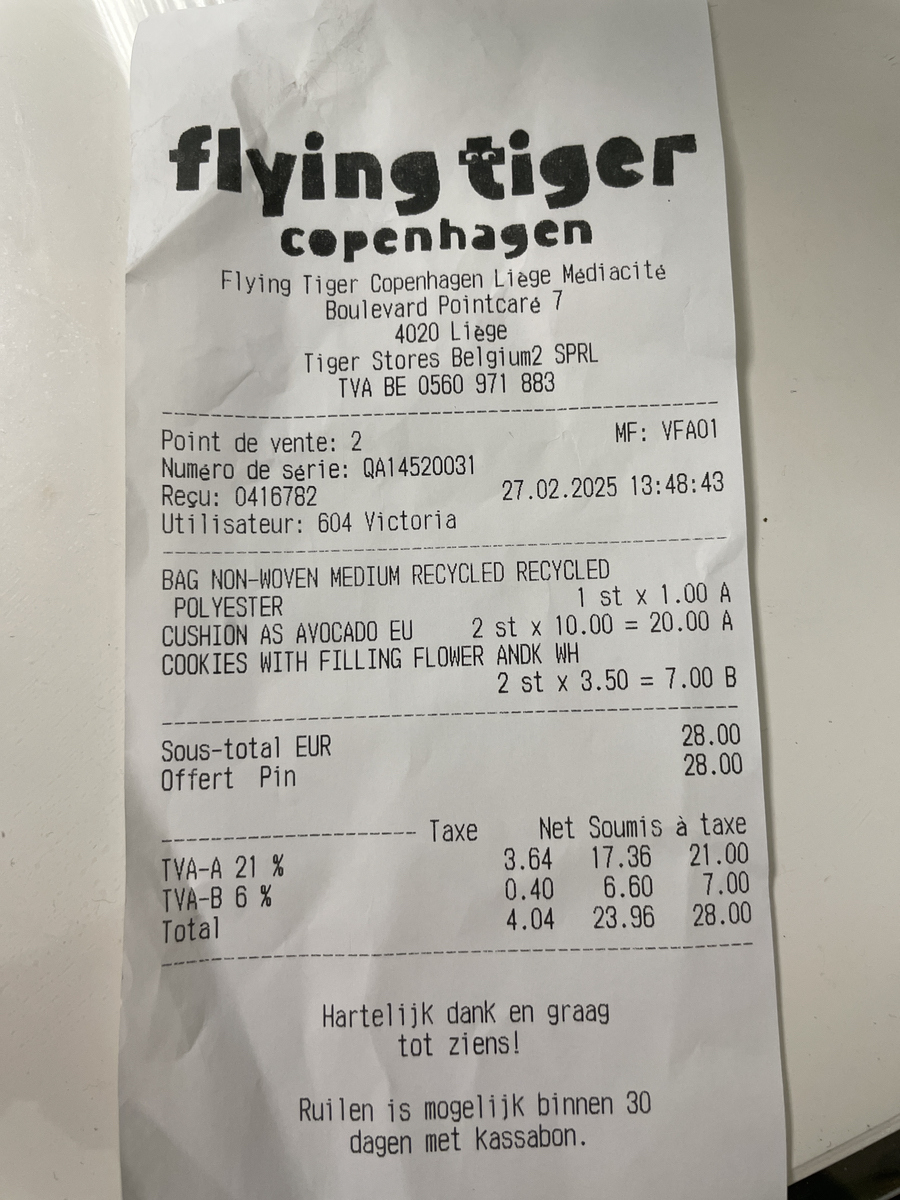 flying tiger
copenhagen
Flying Tiger Copenhagen Liège Médiacité
Boulevard Pointcaré 7
4020 Liège
Tiger Stores Belgium2 SPRL
TVA BE 0560 971 883
Point de vente: 2 MF: VFA01
Numéro de série: QA14520031
Reçu: 0416782 27.02.2025 13:48:43
Utilisateur: 604 Victoria
BAG NON-WOVEN MEDIUM RECYCLED RECYCLED
POLYESTER 1 st x 1.00 A
CUSHION AS AVOCADO EU 2 st x 10.00 = 20.00 A
COOKIES WITH FILLING FLOWER ANDK WH
2 st x 3.50 = 7.00 B
Sous-total EUR 28.00
Offert Pin 28.00
Taxe Net Soumis à taxe
TVA-A 21 % 3.64 17.36 21.00
TVA-B 6 % 0.40 6.60 7.00
Total 4.04 23.96 28.00
Hartelijk dank en graag
tot ziens!
Ruilen is mogelijk binnen 30
dagen met kassabon.